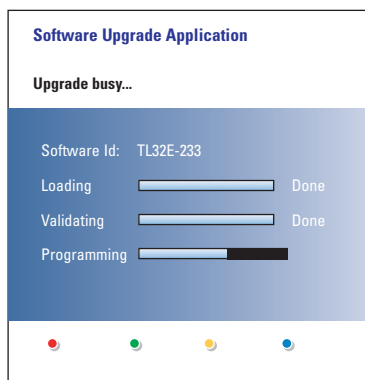 Software Upgrade Application
Upgrade busy...
Software Id: TL32E-233
Loading Done
Validating Done
Programming